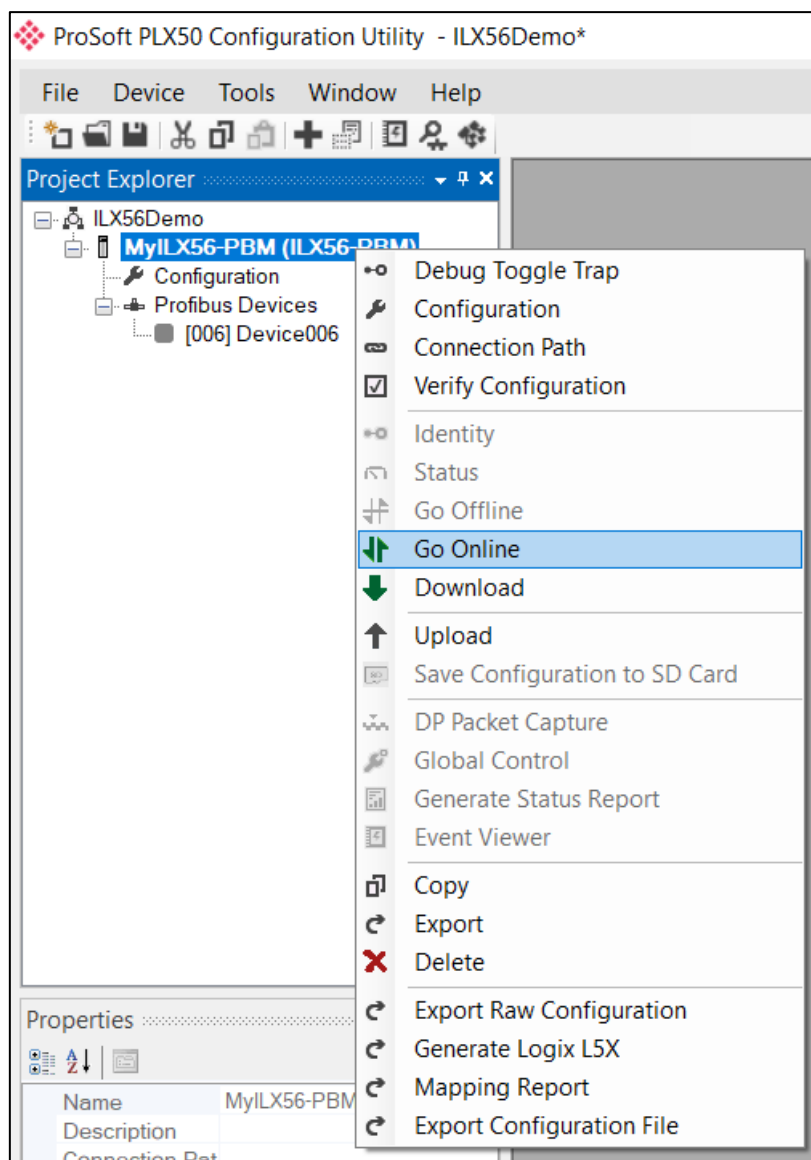 ProSoft PLX50 Configuration Utility - ILX56Demo*
File Device Tools Window Help
Project Explorer
ILX56Demo
MyILX56-PBM (ILX56-PBM)
Configuration
Profibus Devices
[006] Device006
Debug Toggle Trap
Configuration
Connection Path
Verify Configuration
Identity
Status
Go Offline
Go Online
Download
Upload
Save Configuration to SD Card
DP Packet Capture
Global Control
Generate Status Report
Event Viewer
Copy
Export
Delete
Export Raw Configuration
Generate Logix L5X
Mapping Report
Export Configuration File
Properties
Name MyILX56-PBM
Description
Connection Pat